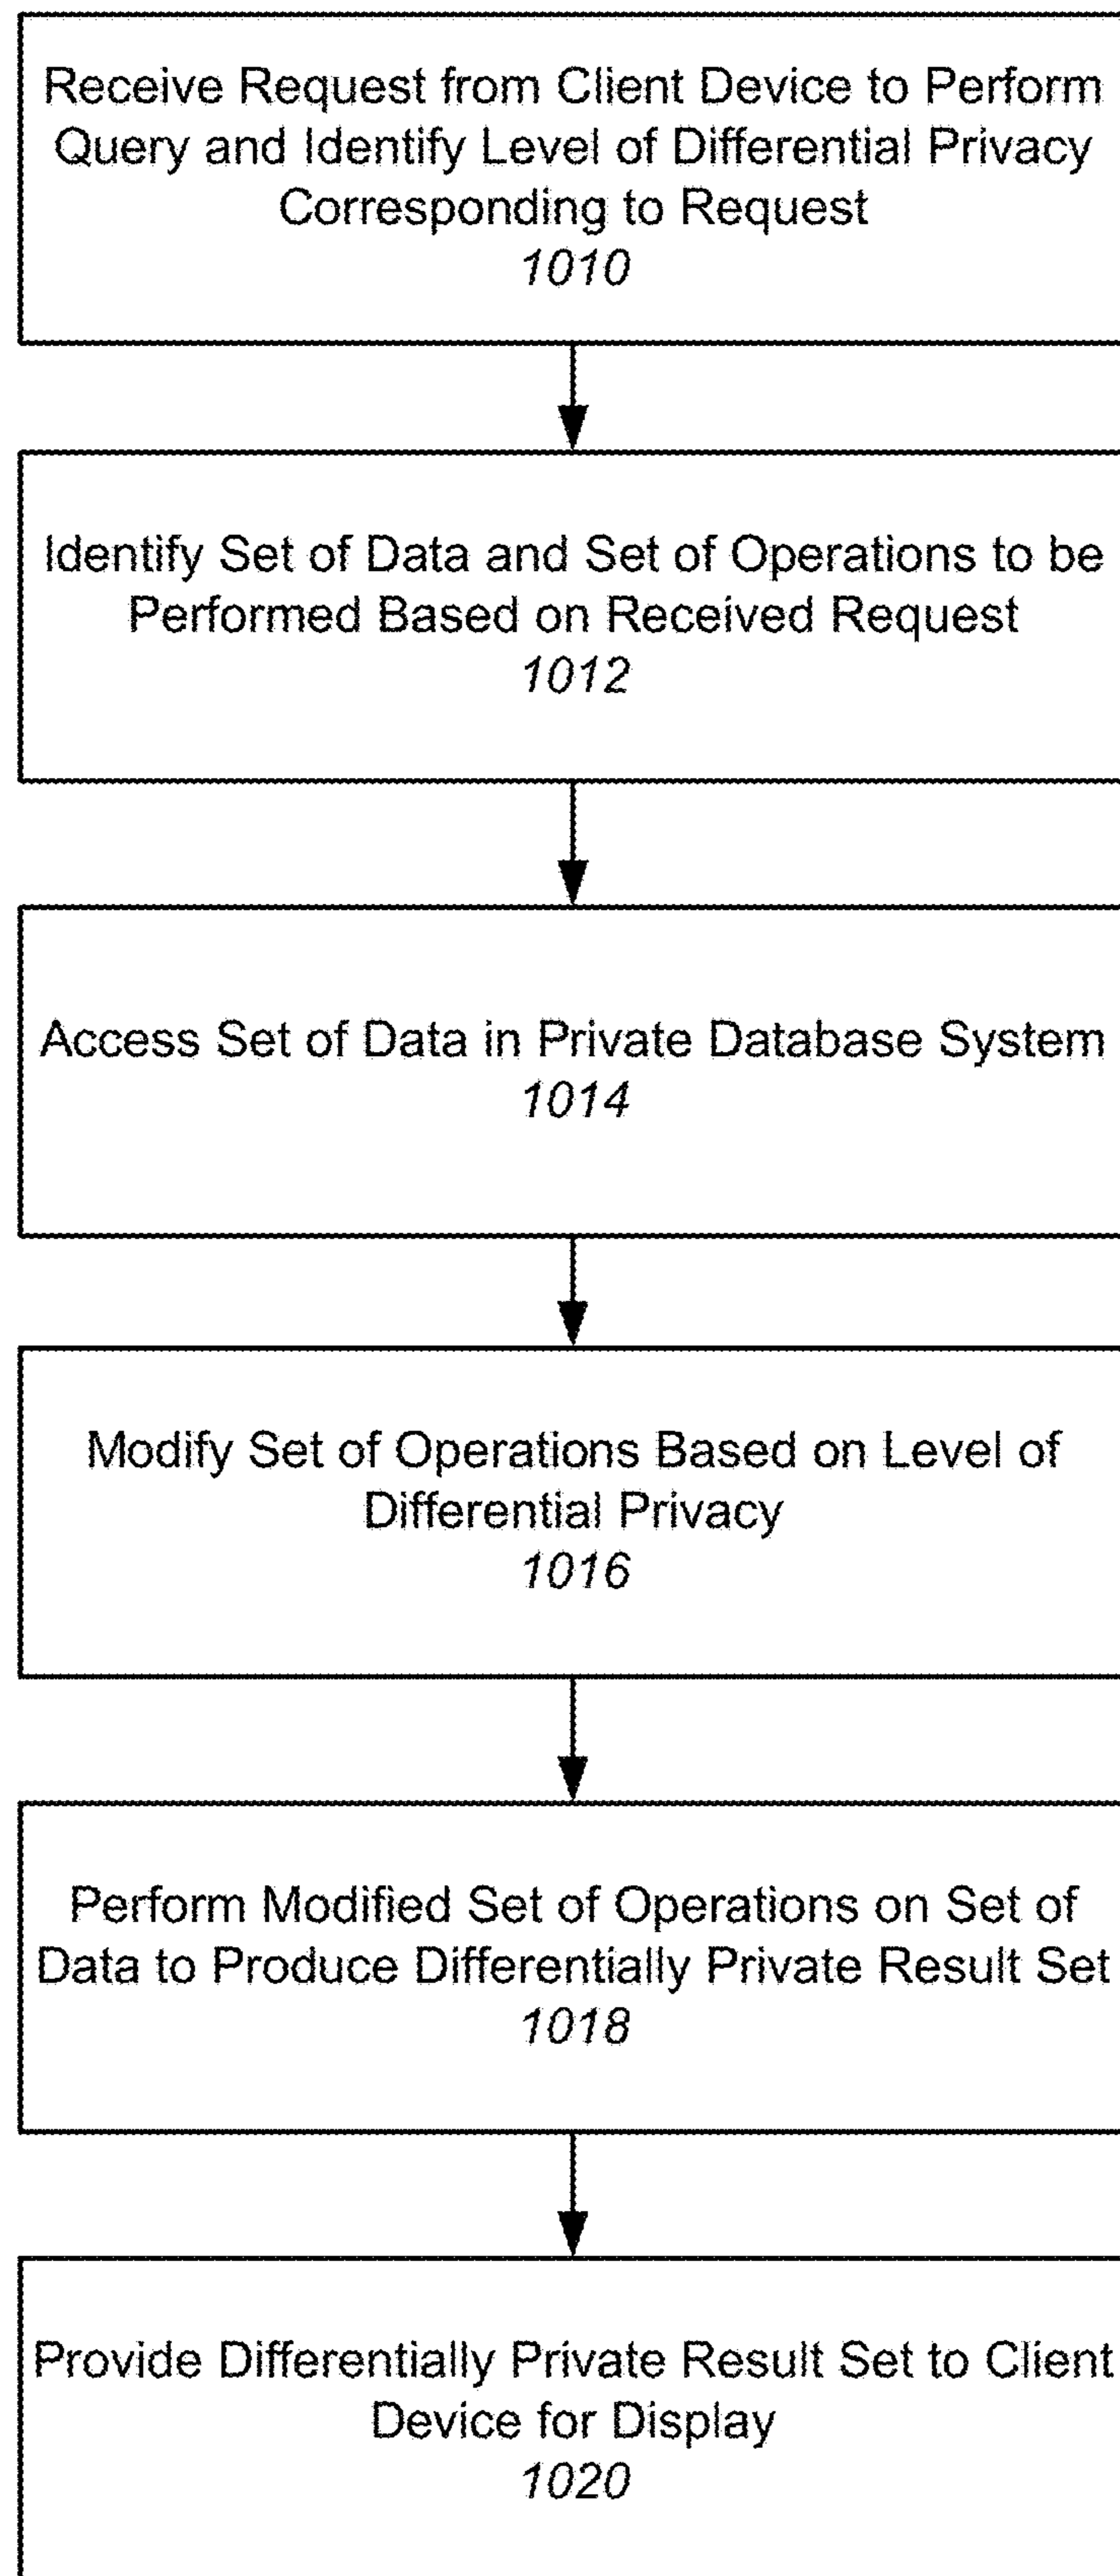 Receive Request from Client Device to Perform
Query and Identify Level of Differential Privacy
Corresponding to Request
1010
Identify Set of Data and Set of Operations to be
Performed Based on Received Request
1012
Access Set of Data in Private Database System
1014
Modify Set of Operations Based on Level of
Differential Privacy
1016
Perform Modified Set of Operations on Set of
Data to Produce Differentially Private Result Set
1018
Provide Differentially Private Result Set to Client
Device for Display
1020